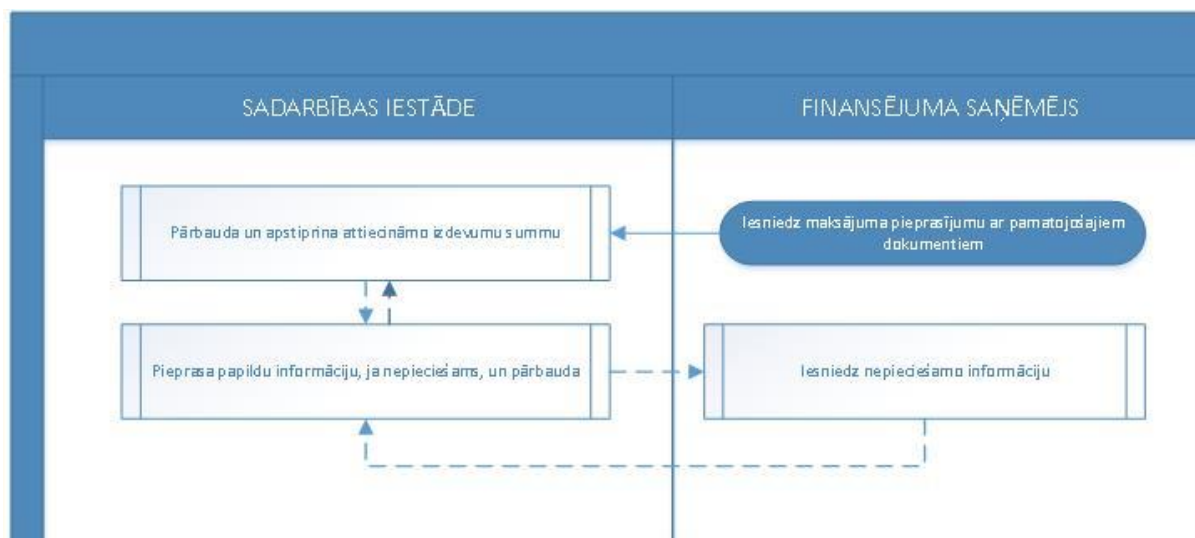 SADARBĪBAS IESTĀDE
FINANSĒJUMA SAŅĒMĒJS
Pārbauda un apstiprina attiecināmo izdevumu summu
Iesniedz maksājuma pieprasījumu ar pamatojošajiem
dokumentiem
Pieprasa papildu informāciju, ja nepieciešams, un pārbauda
Iesniedz nepieciešamo informāciju